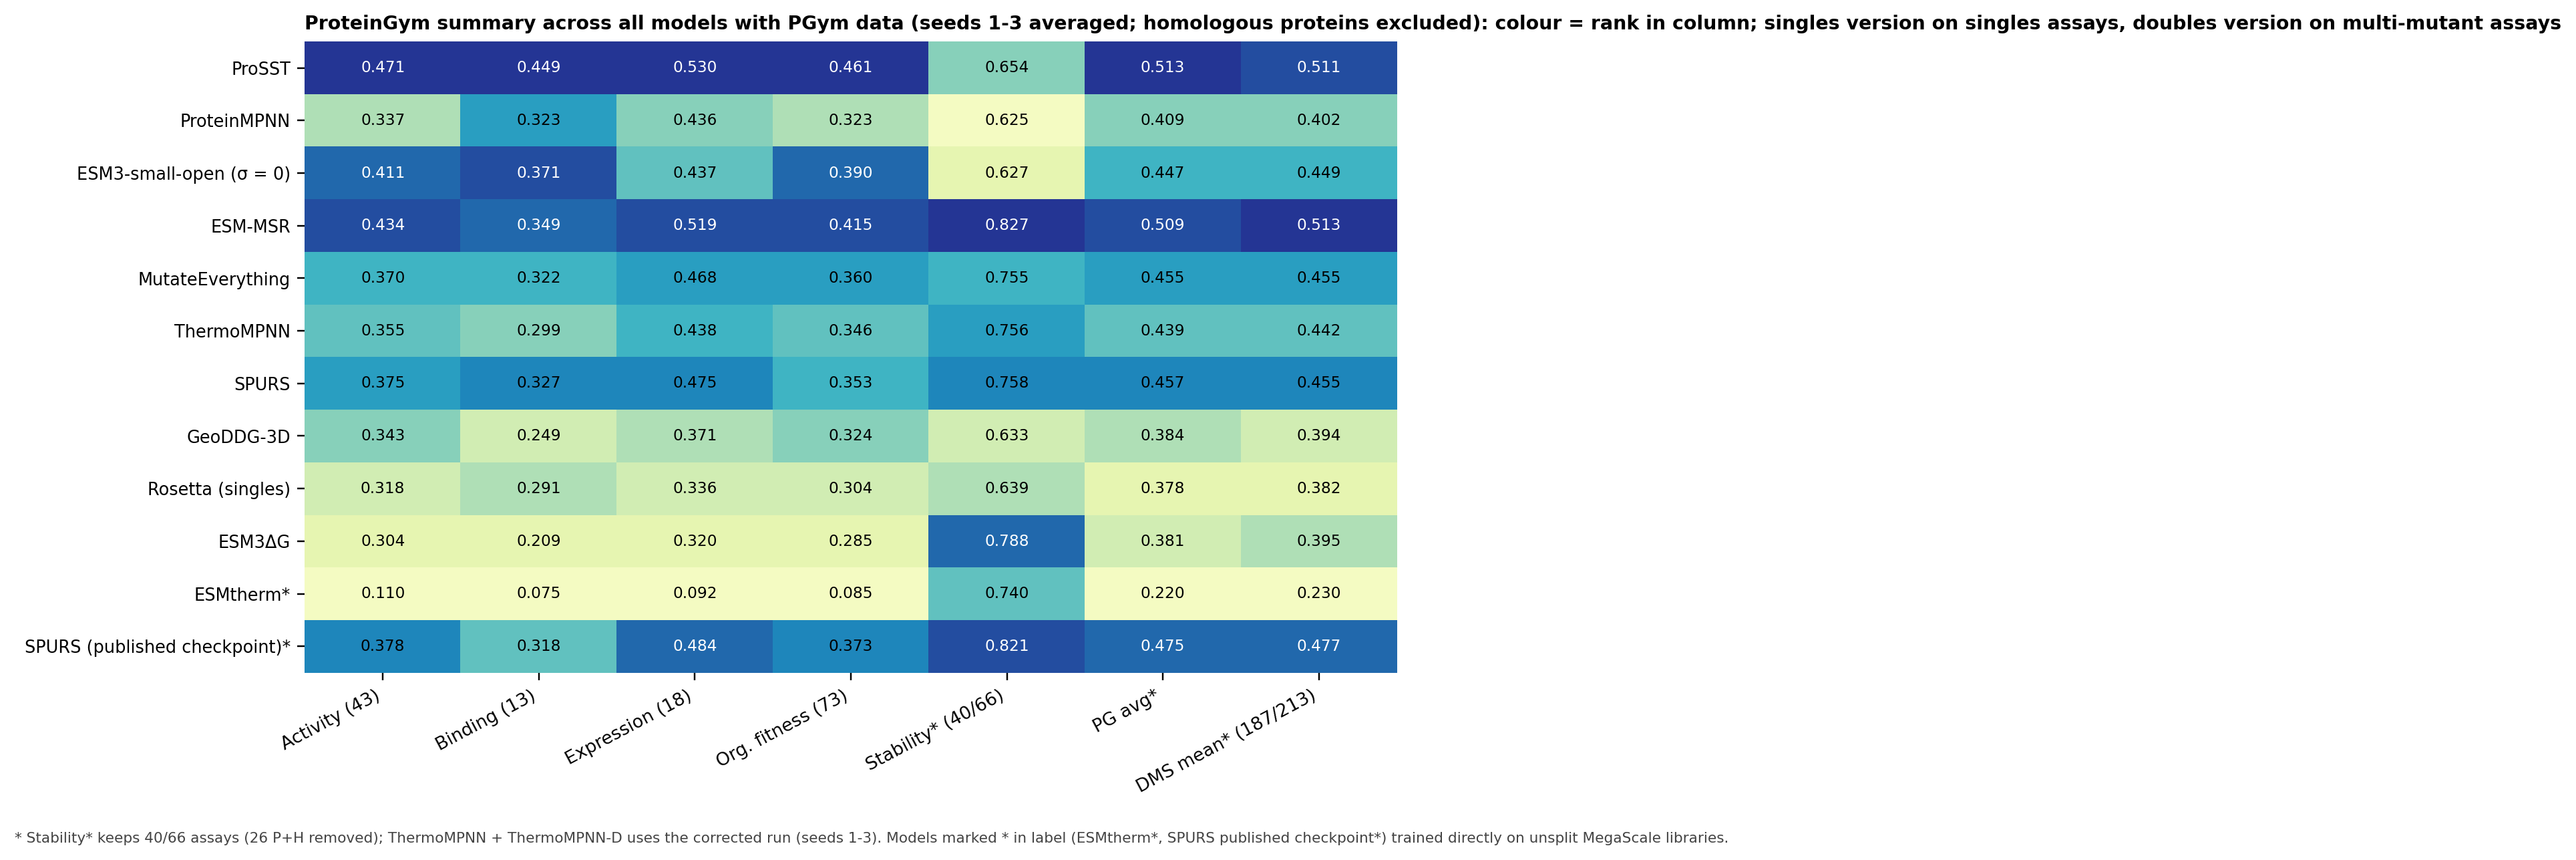 ProteinGym summary across all models with PGym data (seeds 1-3 averaged; homologous proteins excluded): colour = rank in column; singles version on singles assays, doubles version on multi-mutant assays
ProSST 0.471 0.449 0.530 0.461 0.654 0.513 0.511
ProteinMPNN 0.337 0.323 0.436 0.323 0.625 0.409 0.402
ESM3-small-open (σ = 0) 0.411 0.371 0.437 0.390 0.627 0.447 0.449
ESM-MSR 0.434 0.349 0.519 0.415 0.827 0.509 0.513
MutateEverything 0.370 0.322 0.468 0.360 0.755 0.455 0.455
ThermoMPNN 0.355 0.299 0.438 0.346 0.756 0.439 0.442
SPURS 0.375 0.327 0.475 0.353 0.758 0.457 0.455
GeoDDG-3D 0.343 0.249 0.371 0.324 0.633 0.384 0.394
Rosetta (singles) 0.318 0.291 0.336 0.304 0.639 0.378 0.382
ESM3ΔG 0.304 0.209 0.320 0.285 0.788 0.381 0.395
ESMtherm* 0.110 0.075 0.092 0.085 0.740 0.220 0.230
SPURS (published checkpoint)* 0.378 0.318 0.484 0.373 0.821 0.475 0.477
Activity (43) Binding (13) Expression (18) Org. fitness (73) Stability* (40/66) PG avg* DMS mean* (187/213)
* Stability* keeps 40/66 assays (26 P+H removed); ThermoMPNN + ThermoMPNN-D uses the corrected run (seeds 1-3). Models marked * in label (ESMtherm*, SPURS published checkpoint*) trained directly on unsplit MegaScale libraries.